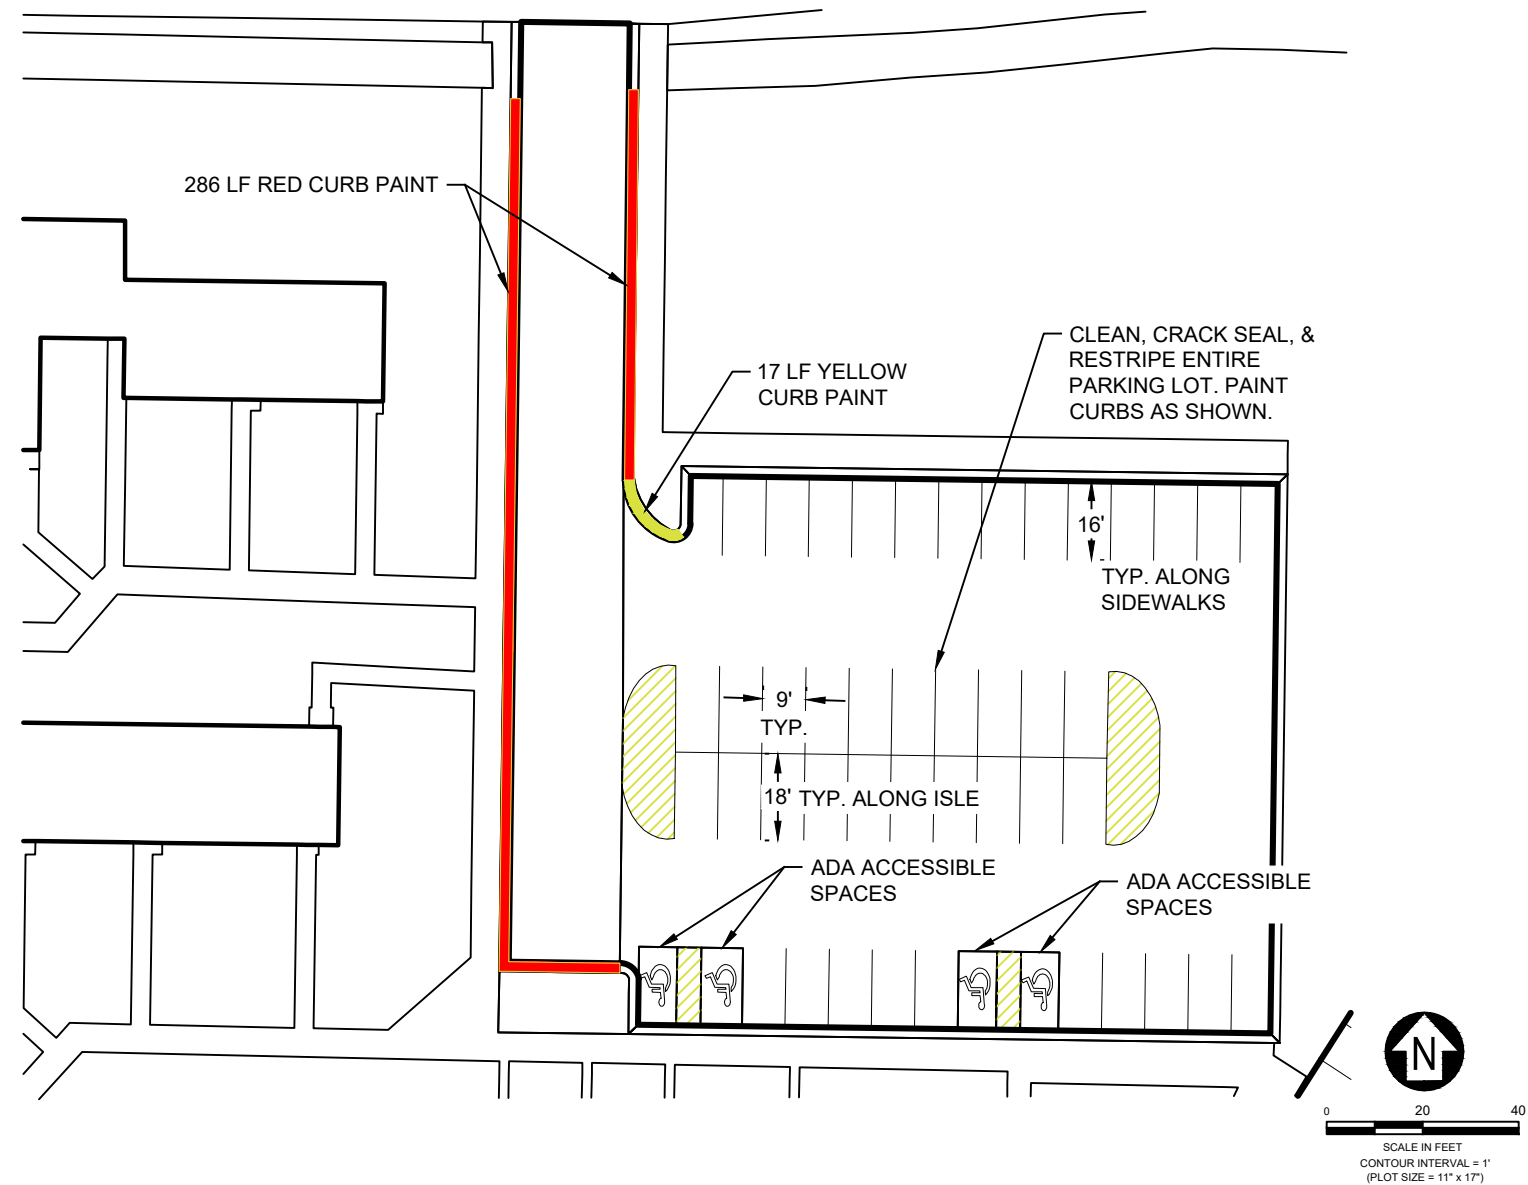 286 LF RED CURB PAINT
17 LF YELLOW
CURB PAINT
CLEAN, CRACK SEAL, &
RESTRIPE ENTIRE
PARKING LOT. PAINT
CURBS AS SHOWN.
16'
TYP. ALONG
SIDEWALKS
9'
TYP.
18' TYP. ALONG ISLE
ADA ACCESSIBLE
SPACES
ADA ACCESSIBLE
SPACES
N
0 20 40
SCALE IN FEET
CONTOUR INTERVAL = 1'
(PLOT SIZE = 11" x 17")